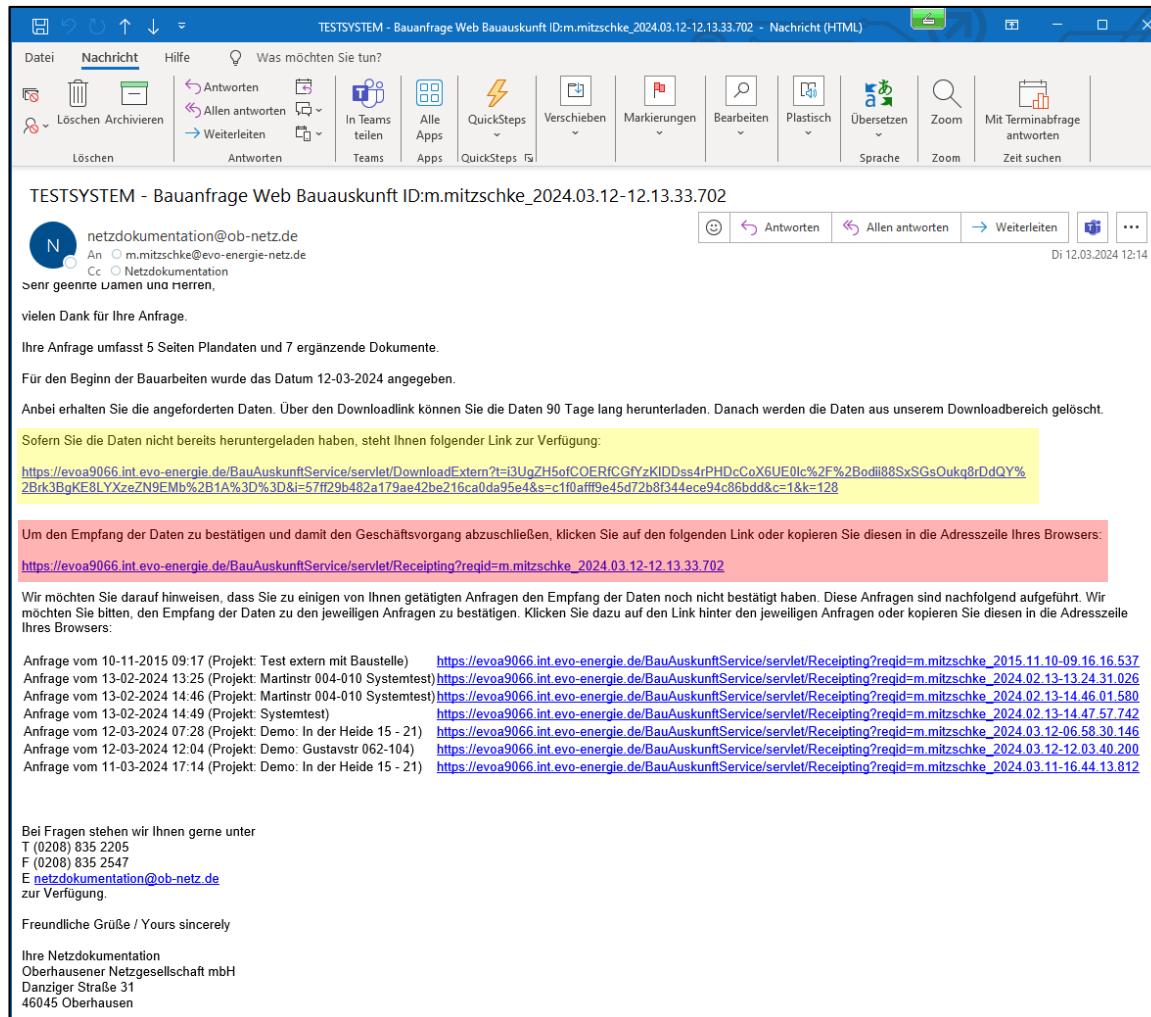 TESTSYSTEM - Bauanfrage Web Bauauskunft ID:m.mitzschke_2024.03.12-12.13.33.702 - Nachricht (HTML)
Datei Nachricht Hilfe Was möchten Sie tun?
Löschen Archivieren
Antworten
Allen antworten
Weiterleiten
In Teams teilen
Alle Apps
QuickSteps
Verschieben
Markierungen
Bearbeiten
Plastisch
Übersetzen
Zoom
Mit Terminabfrage antworten
Löschen Antworten Teams Apps QuickSteps Sprache Zoom Zeit suchen
TESTSYSTEM - Bauanfrage Web Bauauskunft ID:m.mitzschke_2024.03.12-12.13.33.702
N
netzdokumentation@ob-netz.de
An m.mitzschke@evo-energie-netz.de
Cc Netzdokumentation
Antworten Allen antworten Weiterleiten
Di 12.03.2024 12:14
Sehr geehrte Damen und Herren,
vielen Dank für Ihre Anfrage.
Ihre Anfrage umfasst 5 Seiten Plandaten und 7 ergänzende Dokumente.
Für den Beginn der Bauarbeiten wurde das Datum 12-03-2024 angegeben.
Anbei erhalten Sie die angeforderten Daten. Über den Downloadlink können Sie die Daten 90 Tage lang herunterladen. Danach werden die Daten aus unserem Downloadbereich gelöscht.
Sofern Sie die Daten nicht bereits heruntergeladen haben, steht Ihnen folgender Link zur Verfügung:
https://evoa9066.int.evo-energie.de/BauAuskunftService/servlet/DownloadExtern?t=i3UgZH5ofCOERfCGfYzKIDDss4rPHDcCoX6UE0Ic%2F%2Bodii88SxSGsOukq8rDdQY%
2Brk3BgKE8LYXzeZN9EMb%2B1A%3D%3D&i=57ff29b482a179ae42be216ca0da95e4&s=c1f0afff9e45d72b8f344ece94c86bdd&c=1&k=128
Um den Empfang der Daten zu bestätigen und damit den Geschäftsvorgang abzuschließen, klicken Sie auf den folgenden Link oder kopieren Sie diesen in die Adresszeile Ihres Browsers:
https://evoa9066.int.evo-energie.de/BauAuskunftService/servlet/Receipting?reqid=m.mitzschke_2024.03.12-12.13.33.702
Wir möchten Sie darauf hinweisen, dass Sie zu einigen von Ihnen getätigten Anfragen den Empfang der Daten noch nicht bestätigt haben. Diese Anfragen sind nachfolgend aufgeführt. Wir
möchten Sie bitten, den Empfang der Daten zu den jeweiligen Anfragen zu bestätigen. Klicken Sie dazu auf den Link hinter den jeweiligen Anfragen oder kopieren Sie diesen in die Adresszeile
Ihres Browsers:
Anfrage vom 10-11-2015 09:17 (Projekt: Test extern mit Baustelle) https://evoa9066.int.evo-energie.de/BauAuskunftService/servlet/Receipting?reqid=m.mitzschke_2015.11.10-09.16.16.537
Anfrage vom 13-02-2024 13:25 (Projekt: Martinstr 004-010 Systemtest) https://evoa9066.int.evo-energie.de/BauAuskunftService/servlet/Receipting?reqid=m.mitzschke_2024.02.13-13.24.31.026
Anfrage vom 13-02-2024 14:46 (Projekt: Martinstr 004-010 Systemtest) https://evoa9066.int.evo-energie.de/BauAuskunftService/servlet/Receipting?reqid=m.mitzschke_2024.02.13-14.46.01.580
Anfrage vom 13-02-2024 14:49 (Projekt: Systemtest) https://evoa9066.int.evo-energie.de/BauAuskunftService/servlet/Receipting?reqid=m.mitzschke_2024.02.13-14.47.57.742
Anfrage vom 12-03-2024 07:28 (Projekt: Demo: In der Heide 15 - 21) https://evoa9066.int.evo-energie.de/BauAuskunftService/servlet/Receipting?reqid=m.mitzschke_2024.03.12-06.58.30.146
Anfrage vom 12-03-2024 12:04 (Projekt: Demo: Gustavstr 062-104) https://evoa9066.int.evo-energie.de/BauAuskunftService/servlet/Receipting?reqid=m.mitzschke_2024.03.12-12.03.40.200
Anfrage vom 11-03-2024 17:14 (Projekt: Demo: In der Heide 15 - 21) https://evoa9066.int.evo-energie.de/BauAuskunftService/servlet/Receipting?reqid=m.mitzschke_2024.03.11-16.44.13.812
Bei Fragen stehen wir Ihnen gerne unter
T (0208) 835 2205
F (0208) 835 2547
E netzdokumentation@ob-netz.de
zur Verfügung.
Freundliche Grüße / Yours sincerely
Ihre Netzdokumentation
Oberhausener Netzgesellschaft mbH
Danziger Straße 31
46045 Oberhausen